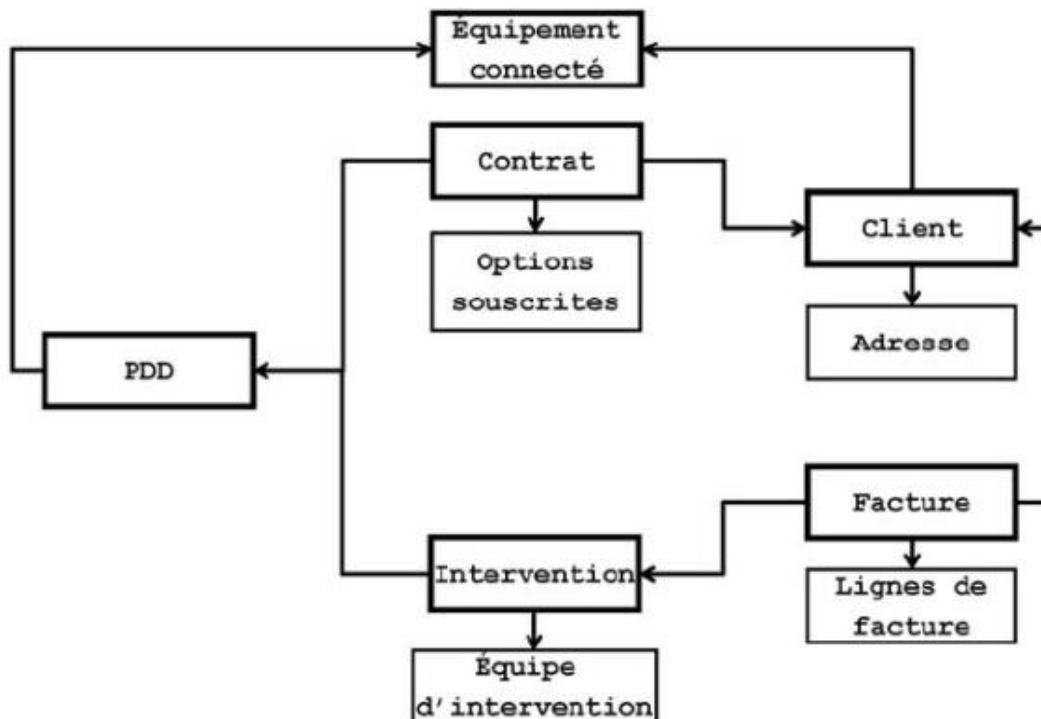 Équipement
connecté
Contrat
Client
Options
souscrites
Adresse
PDD
Facture
Intervention
Lignes de
facture
Équipe
d'intervention